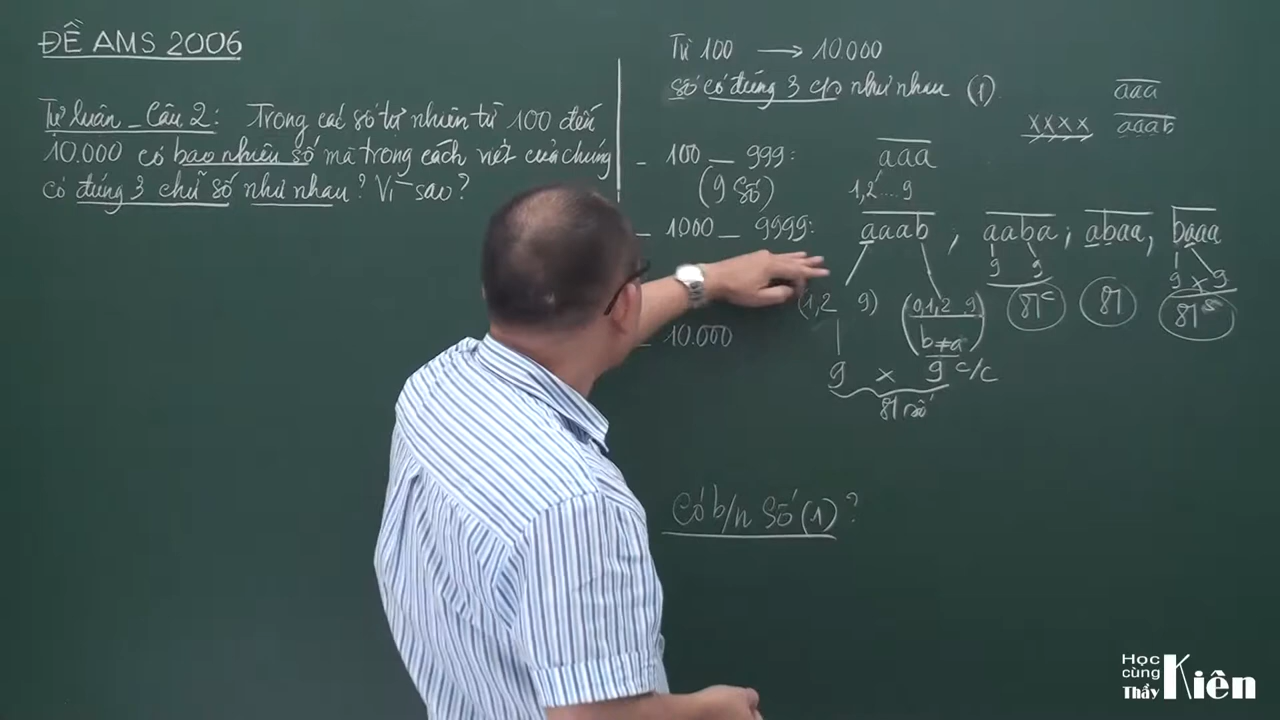 ĐỀ AMS 2006
Tự luận _ Câu 2: Trong các số tự nhiên từ 100 đến
10.000 có bao nhiêu số mà trong cách viết của chúng
có đúng 3 chữ số như nhau? Vì sao?
Từ 100 → 10.000
số có đúng 3 c/s như nhau (1)
aaa
xxxx aaab
_ 100 _ 999: aaa
(9 số) 1,2....9
_ 1000 _ 9999: aaab ; aaba ; abaa, baaa
9 9 9 x 9
(1,2 9) (0,1,2 9) 81 81 81
b≠a
_ 10.000
9 x 9 c/c
81 số
Có b/n số (1)?
Học
cùng
Thầy Kiên